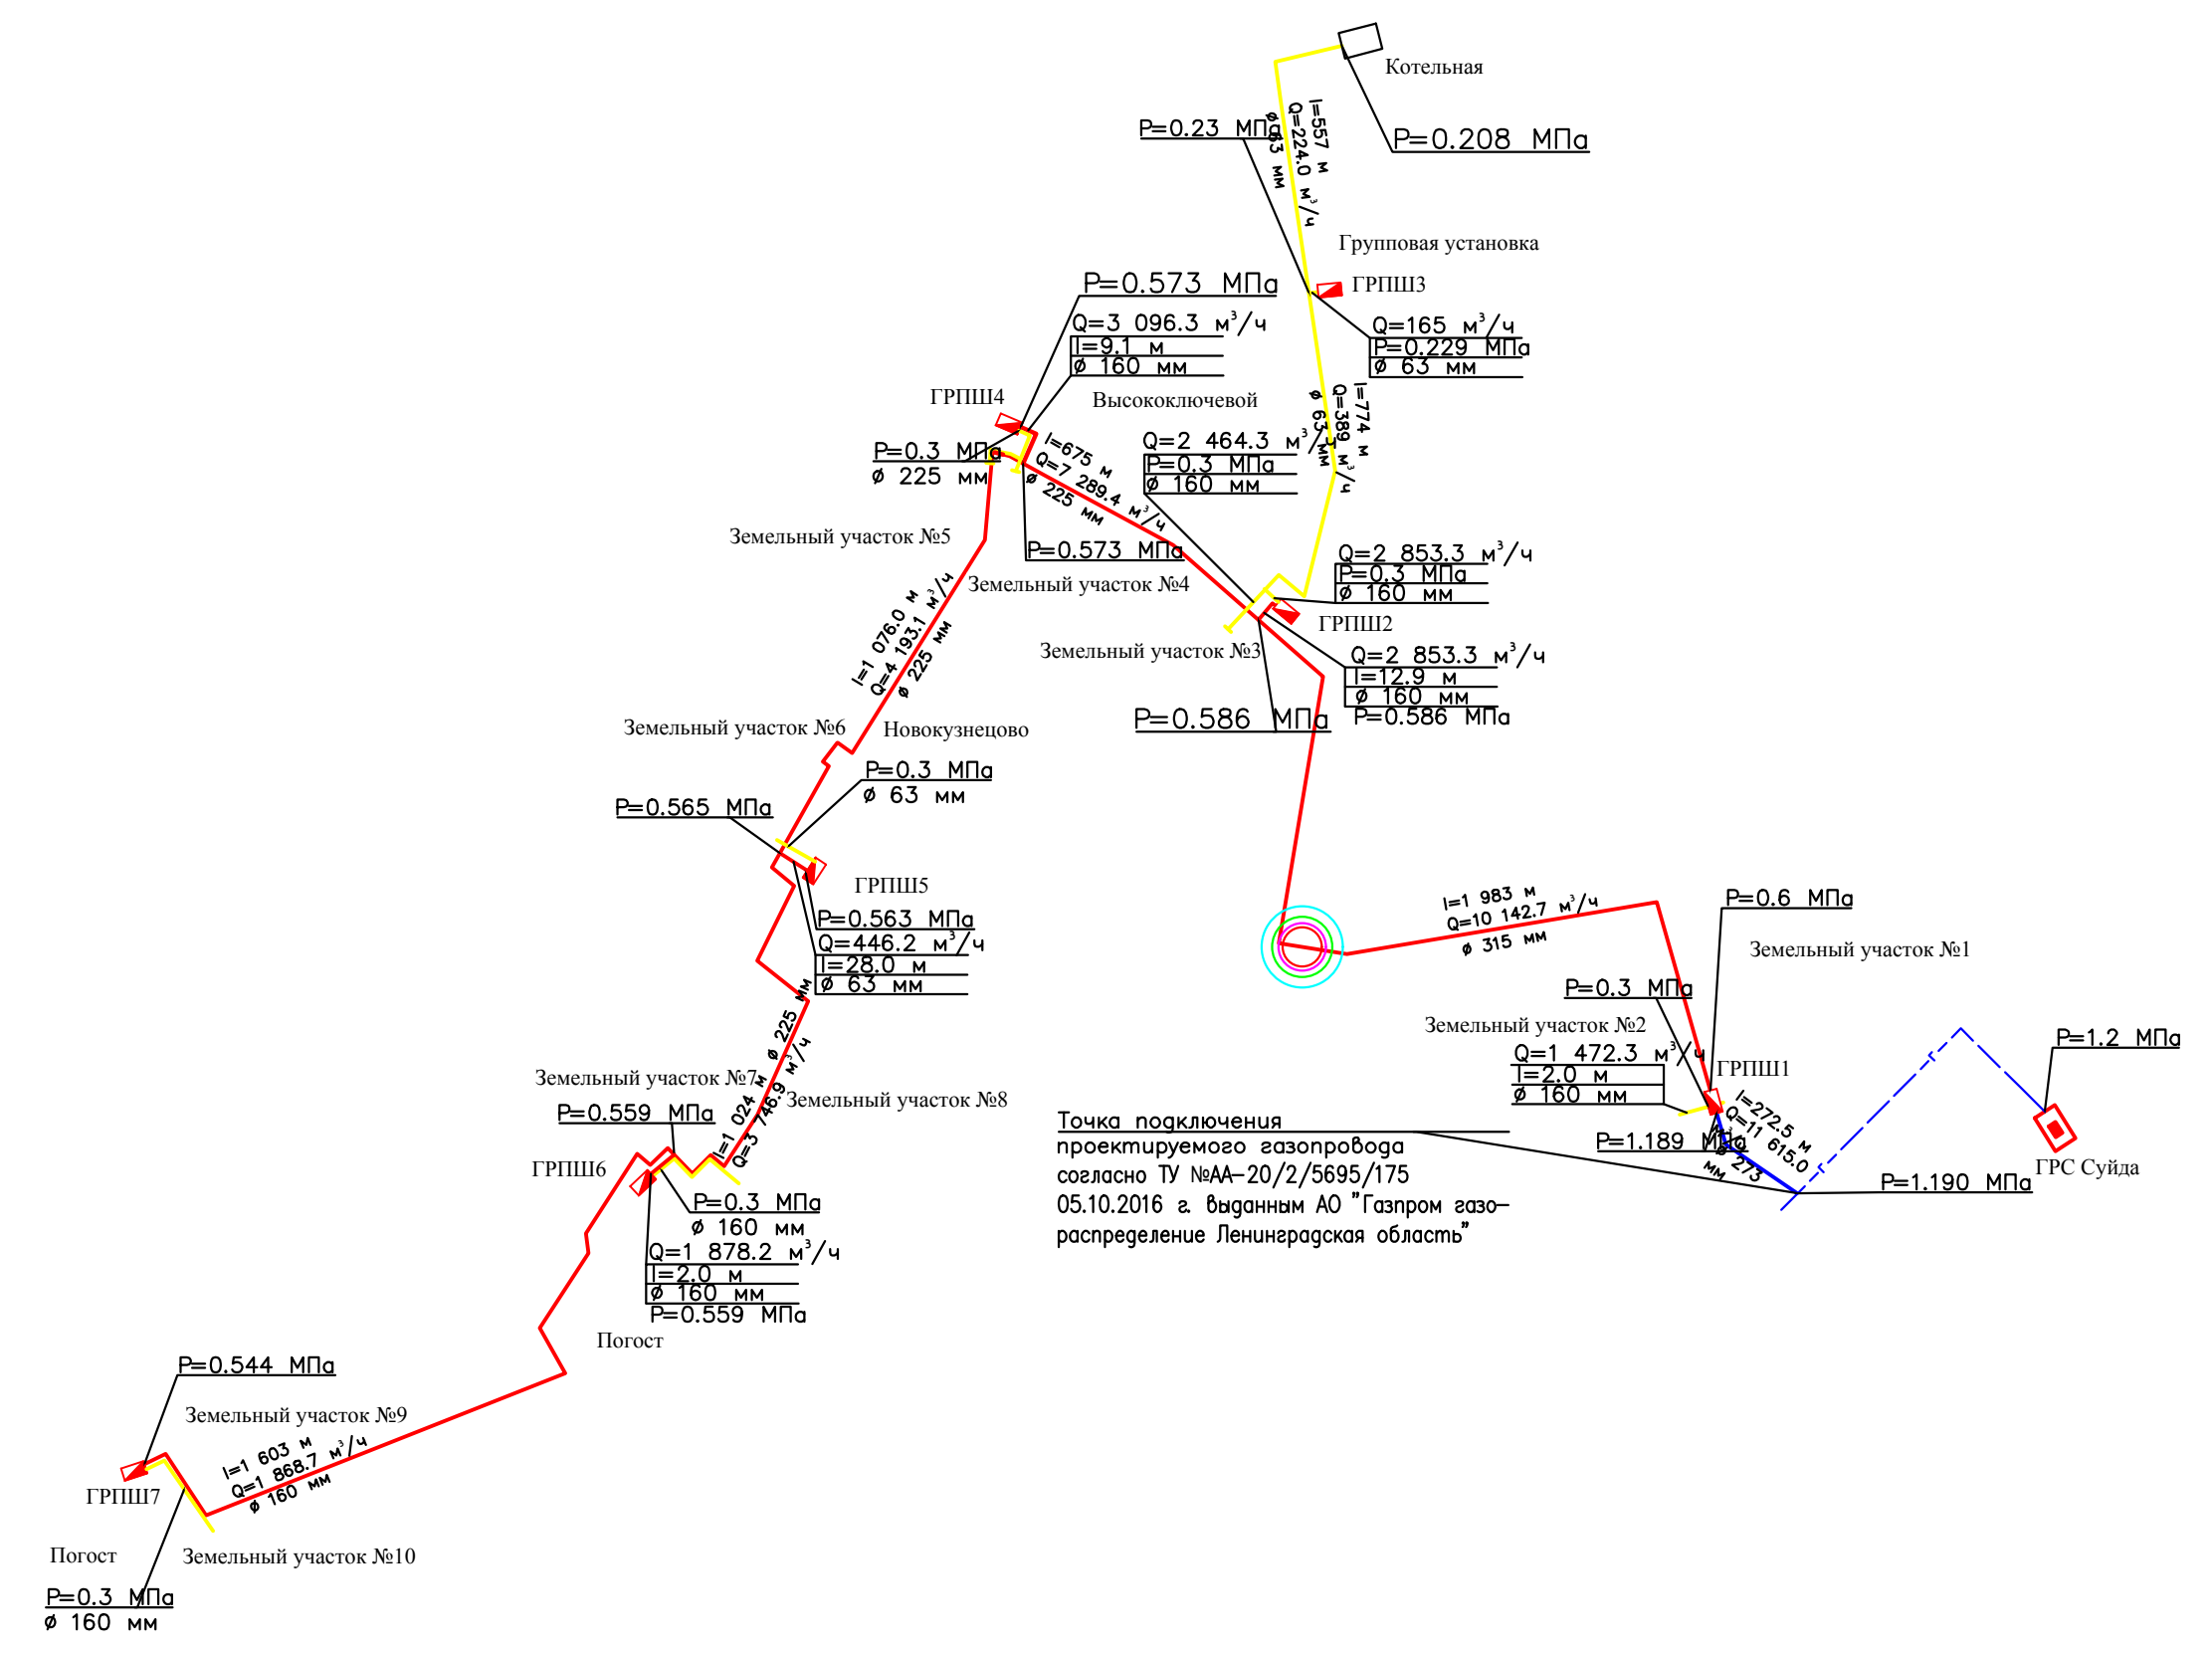 Котельная
P=0.208 МПа
P=0.23 МПа
l=557 м
Q=224.0 м³/ч
ø 63 мм
Групповая установка
ГРПШ3
Q=165 м³/ч
P=0.229 МПа
ø 63 мм
P=0.573 МПа
Q=3 096.3 м³/ч
l=9.1 м
ø 160 мм
ГРПШ4
Высокоключевой
l=774 м
Q=389 м³/ч
ø 63 мм
P=0.3 МПа
ø 225 мм
l=675 м
Q=7 289.4 м³/ч
ø 225 мм
Q=2 464.3 м³/ч
P=0.3 МПа
ø 160 мм
Земельный участок №5
P=0.573 МПа
Земельный участок №4
Q=2 853.3 м³/ч
P=0.3 МПа
ø 160 мм
ГРПШ2
Земельный участок №3
Q=2 853.3 м³/ч
l=12.9 м
ø 160 мм
P=0.586 МПа
P=0.586 МПа
l=1 076.0 м
Q=4 193.1 м³/ч
ø 225 мм
Земельный участок №6
Новокузнецово
P=0.3 МПа
ø 63 мм
P=0.565 МПа
ГРПШ5
P=0.563 МПа
Q=446.2 м³/ч
l=28.0 м
ø 63 мм
l=1 983 м
Q=10 142.7 м³/ч
ø 315 мм
P=0.6 МПа
Земельный участок №1
P=0.3 МПа
Земельный участок №2
Q=1 472.3 м³/ч
l=2.0 м
ø 160 мм
ГРПШ1
P=1.2 МПа
ГРС Суйда
l=272.5 м
Q=11 615.0
м³/ч
ø 273
мм
P=1.189 МПа
P=1.190 МПа
Точка подключения
проектируемого газопровода
согласно ТУ №АА-20/2/5695/175
05.10.2016 г. выданным АО "Газпром газо-
распределение Ленинградская область"
l=1 024 м ø 225 мм
Q=3 746.9 м³/ч
Земельный участок №7
Земельный участок №8
P=0.559 МПа
ГРПШ6
P=0.3 МПа
ø 160 мм
Q=1 878.2 м³/ч
l=2.0 м
ø 160 мм
P=0.559 МПа
Погост
P=0.544 МПа
Земельный участок №9
l=1 603 м
Q=1 868.7 м³/ч
ø 160 мм
ГРПШ7
Погост
Земельный участок №10
P=0.3 МПа
ø 160 мм